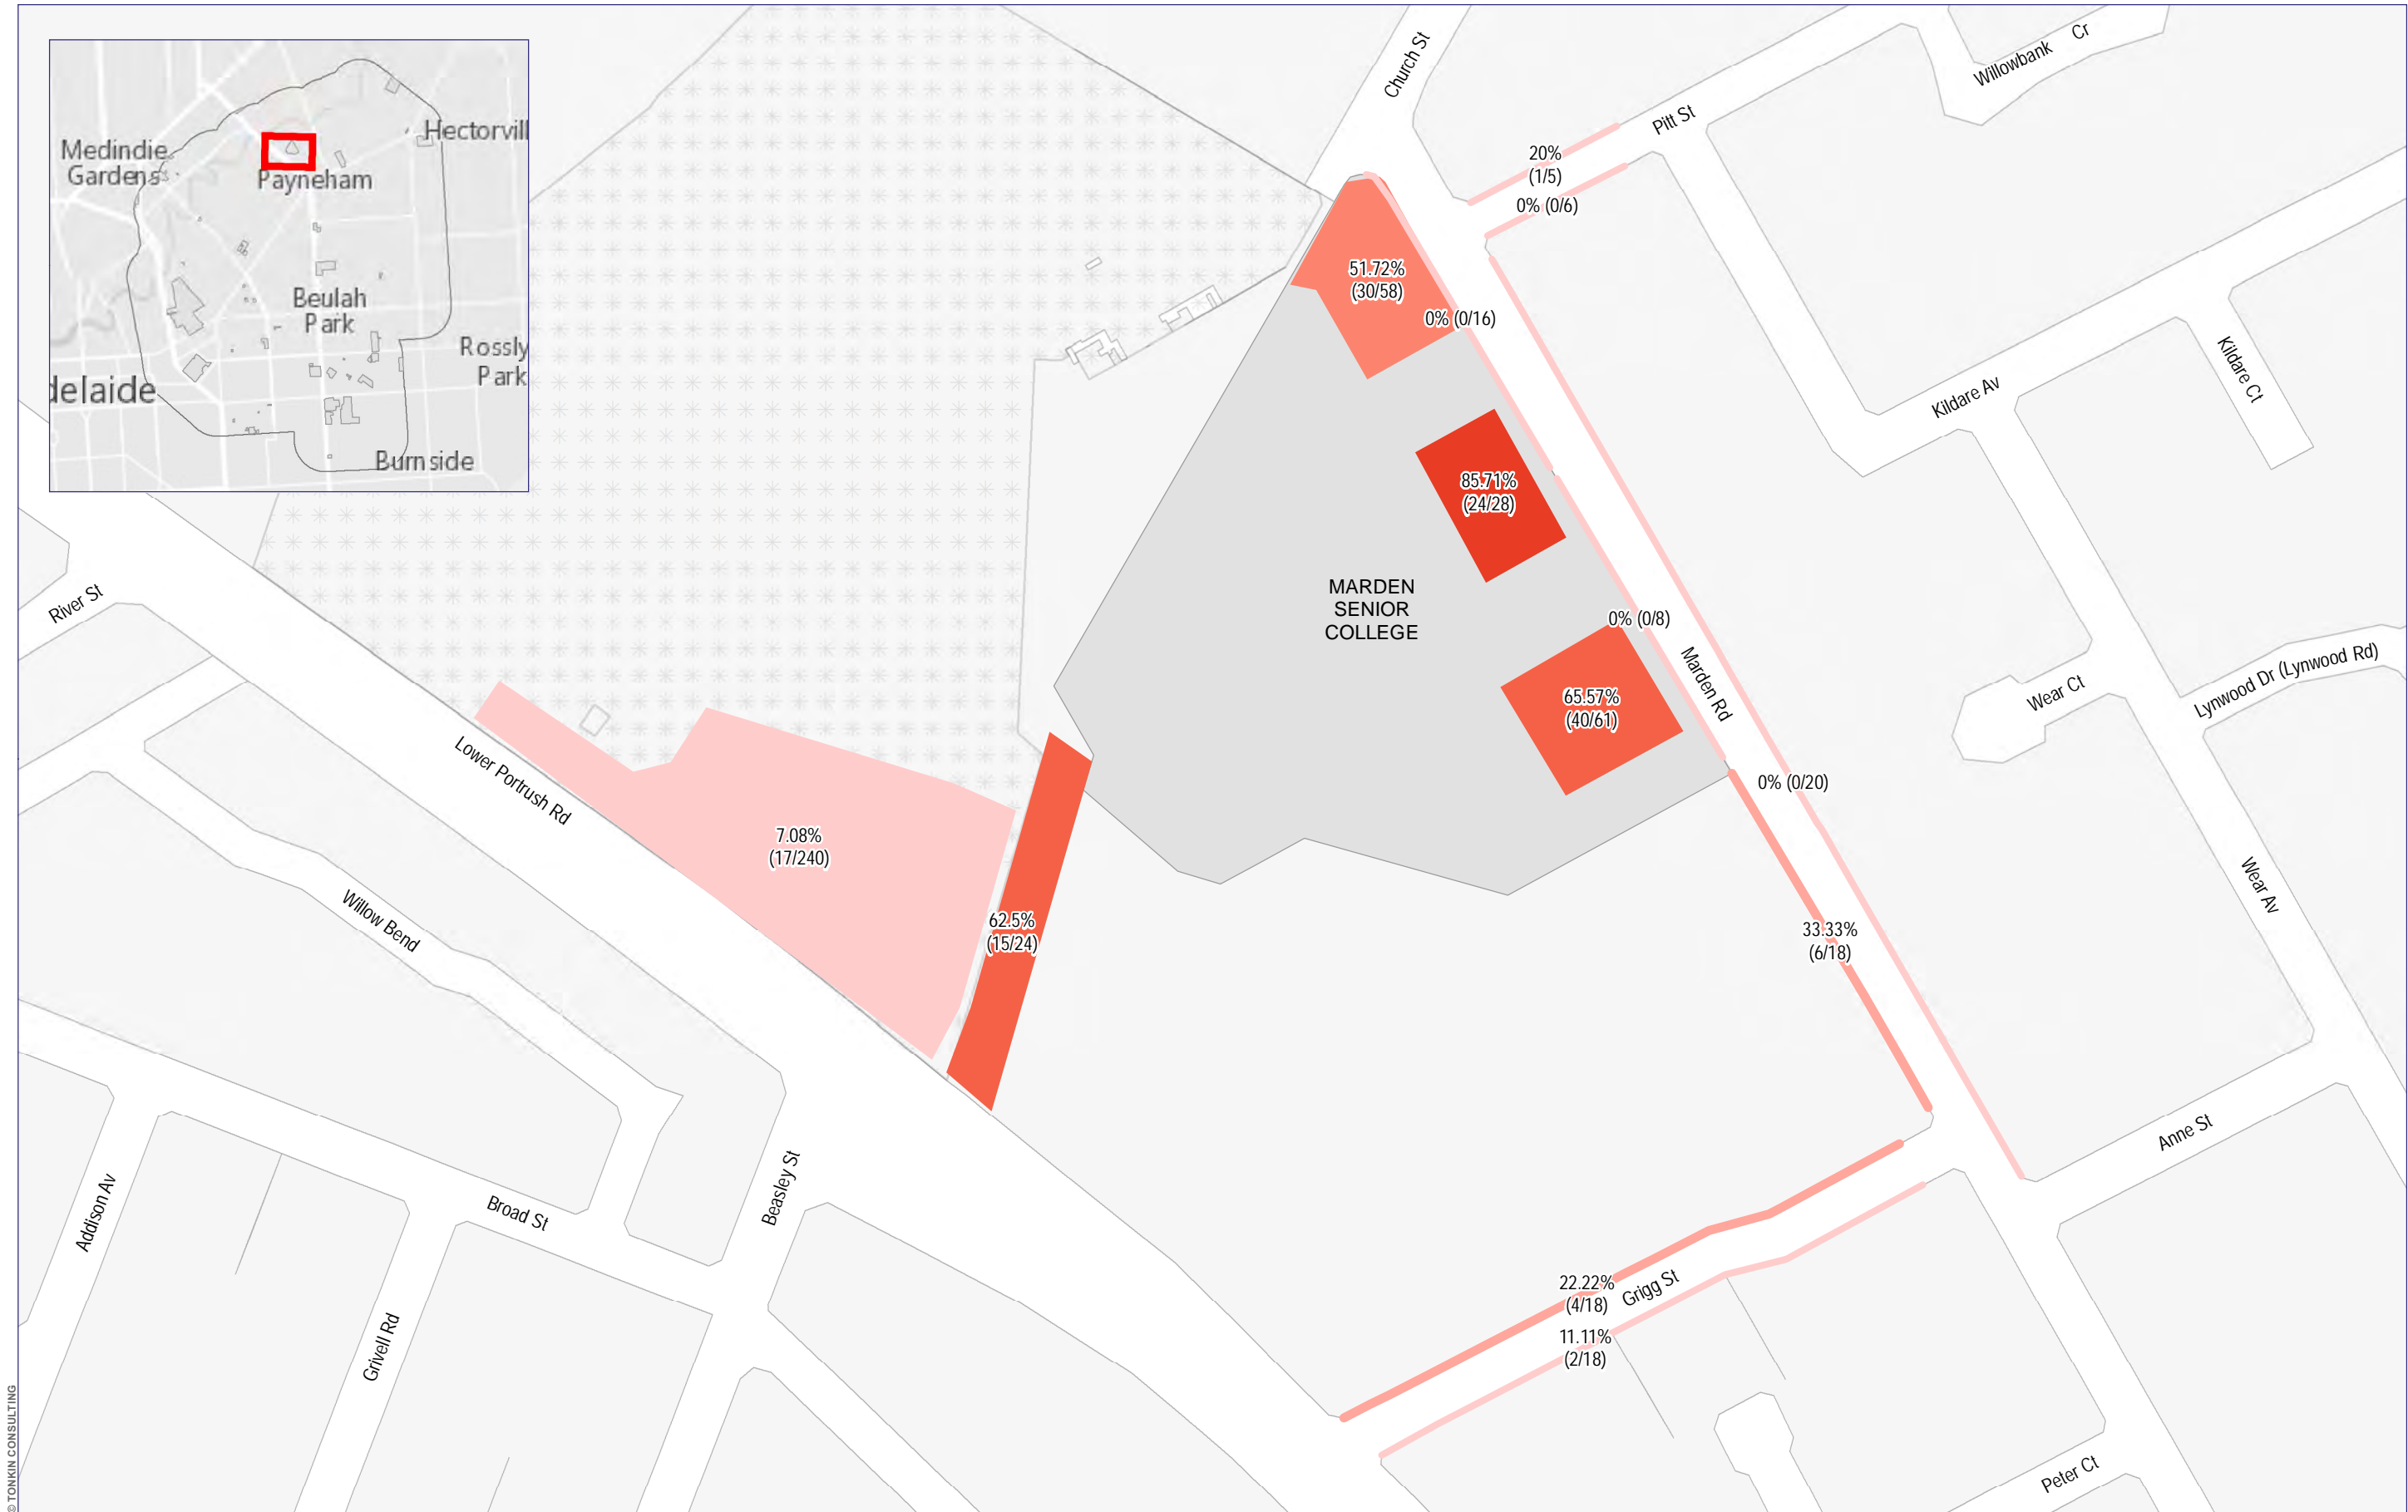 Medindie
Gardens
Hectorvill
Payneham
Beulah
Park
Rossly
Park
delaide
Burnside
Church St
Willowbank Cr
Pitt St
20%
(1/5)
0% (0/6)
51.72%
(30/58)
0% (0/16)
Kildare Ct
Kildare Av
85.71%
(24/28)
MARDEN
SENIOR
COLLEGE
0% (0/8)
River St
Marden Rd
65.57%
(40/61)
Wear Ct
Lynwood Dr (Lynwood Rd)
Lower Portrush Rd
0% (0/20)
7.08%
(17/240)
Wear Av
62.5%
(15/24)
33.33%
(6/18)
Willow Bend
Anne St
Addison Av
Broad St
Beasley St
22.22%
(4/18)
Grigg St
11.11%
(2/18)
Grivell Rd
Peter Ct
© TONKIN CONSULTING